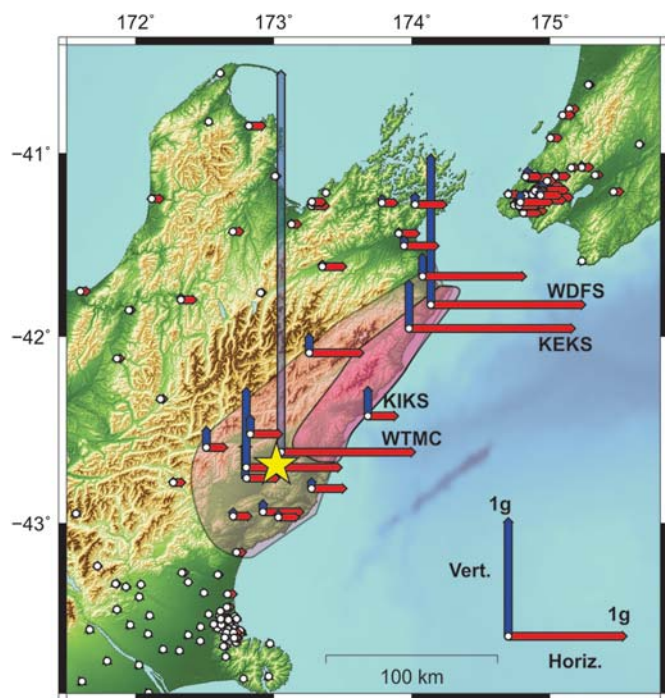 172 173 174 175
−41
WDFS
−42
KEKS
KIKS
WTMC
−43
1g
Vert.
1g
100 km
Horiz.